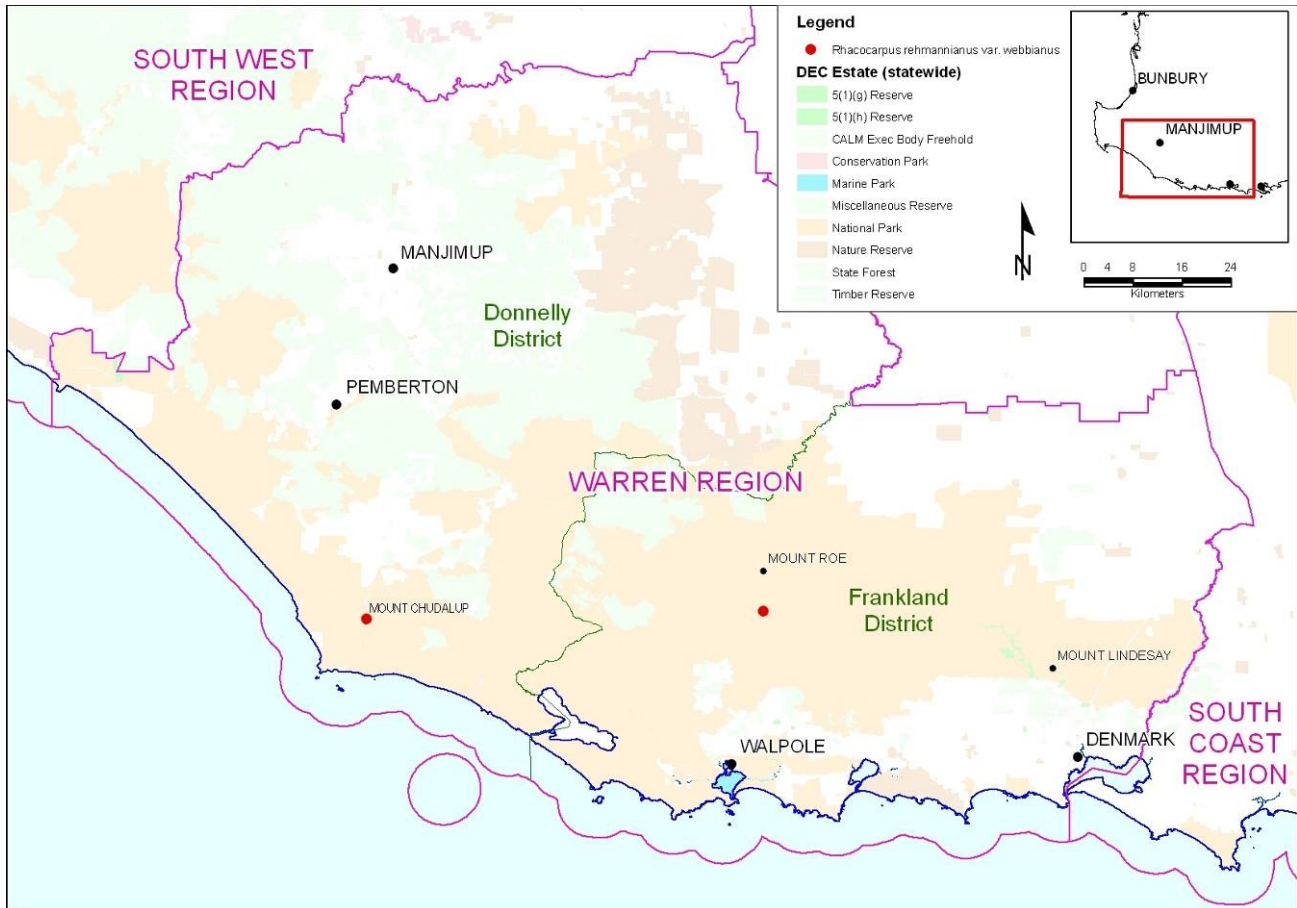 SOUTH WEST
REGION
MANJIMUP
Donnelly
District
PEMBERTON
WARREN REGION
MOUNT ROE
MOUNT CHUDALUP
Frankland
District
MOUNT LINDESAY
WALPOLE
DENMARK
SOUTH
COAST
REGION
Legend
Rhacocarpus rehmannianus var. webbianus
DEC Estate (statewide)
5(1)(g) Reserve
5(1)(h) Reserve
CALM Exec Body Freehold
Conservation Park
Marine Park
Miscellaneous Reserve
National Park
Nature Reserve
State Forest
Timber Reserve
N
BUNBURY
MANJIMUP
0 4 8 16 24
Kilometers